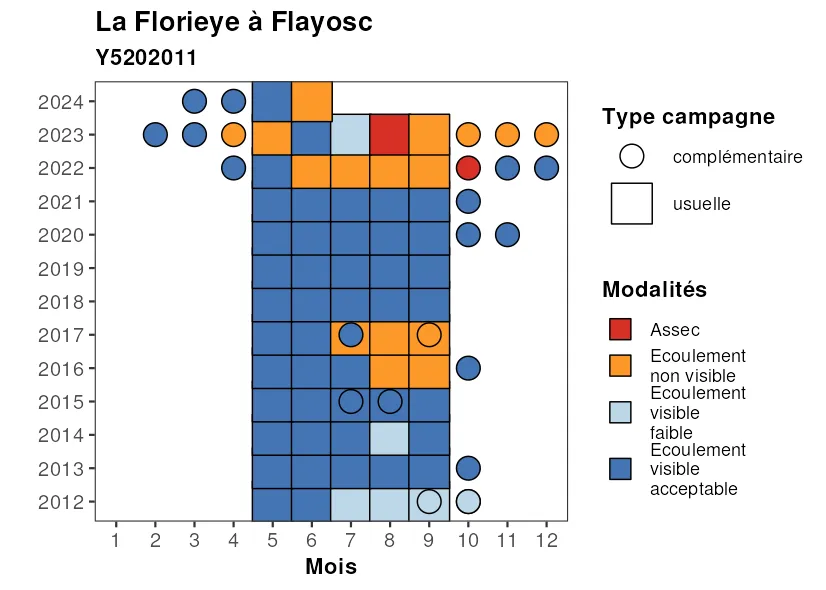 La Florieye à Flayosc
Y5202011
2024
2023
2022
2021
2020
2019
2018
2017
2016
2015
2014
2013
2012
1 2 3 4 5 6 7 8 9 10 11 12
Mois
Type campagne
complémentaire
usuelle
Modalités
Assec
Ecoulement
non visible
Ecoulement
visible
faible
Ecoulement
visible
acceptable